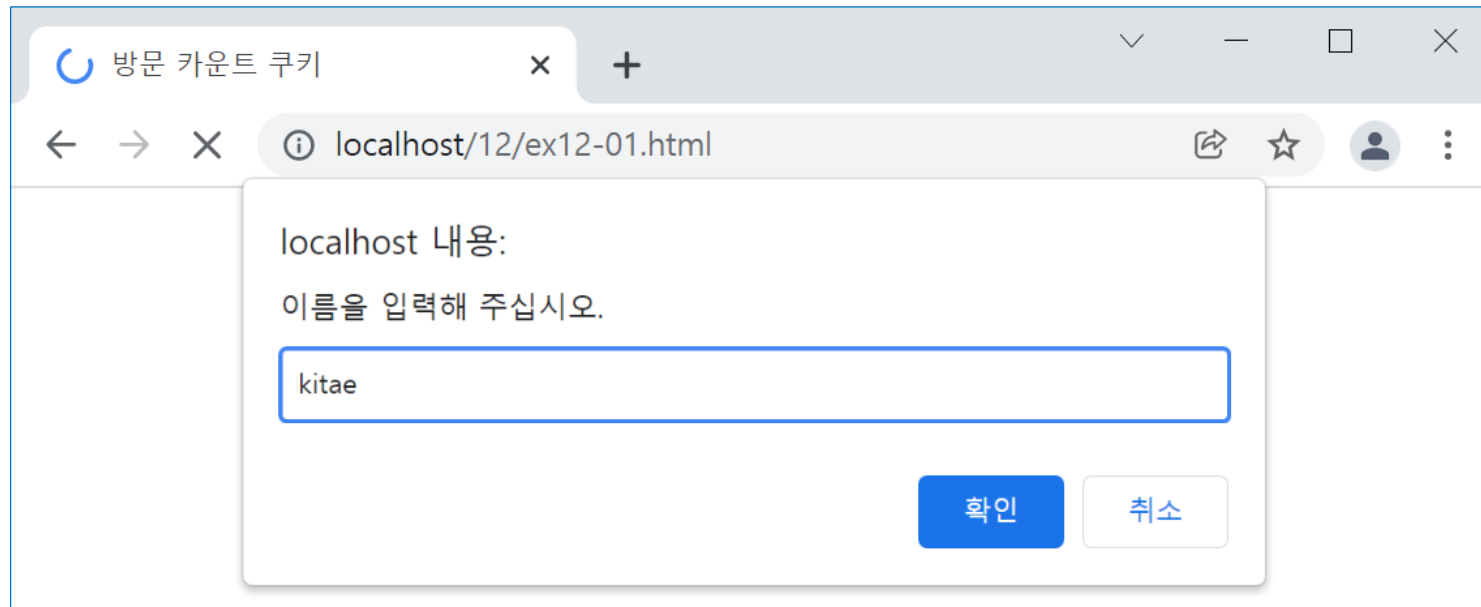 방문 카운트 쿠키
localhost/12/ex12-01.html
localhost 내용:
이름을 입력해 주십시오.
kitae
확인 취소